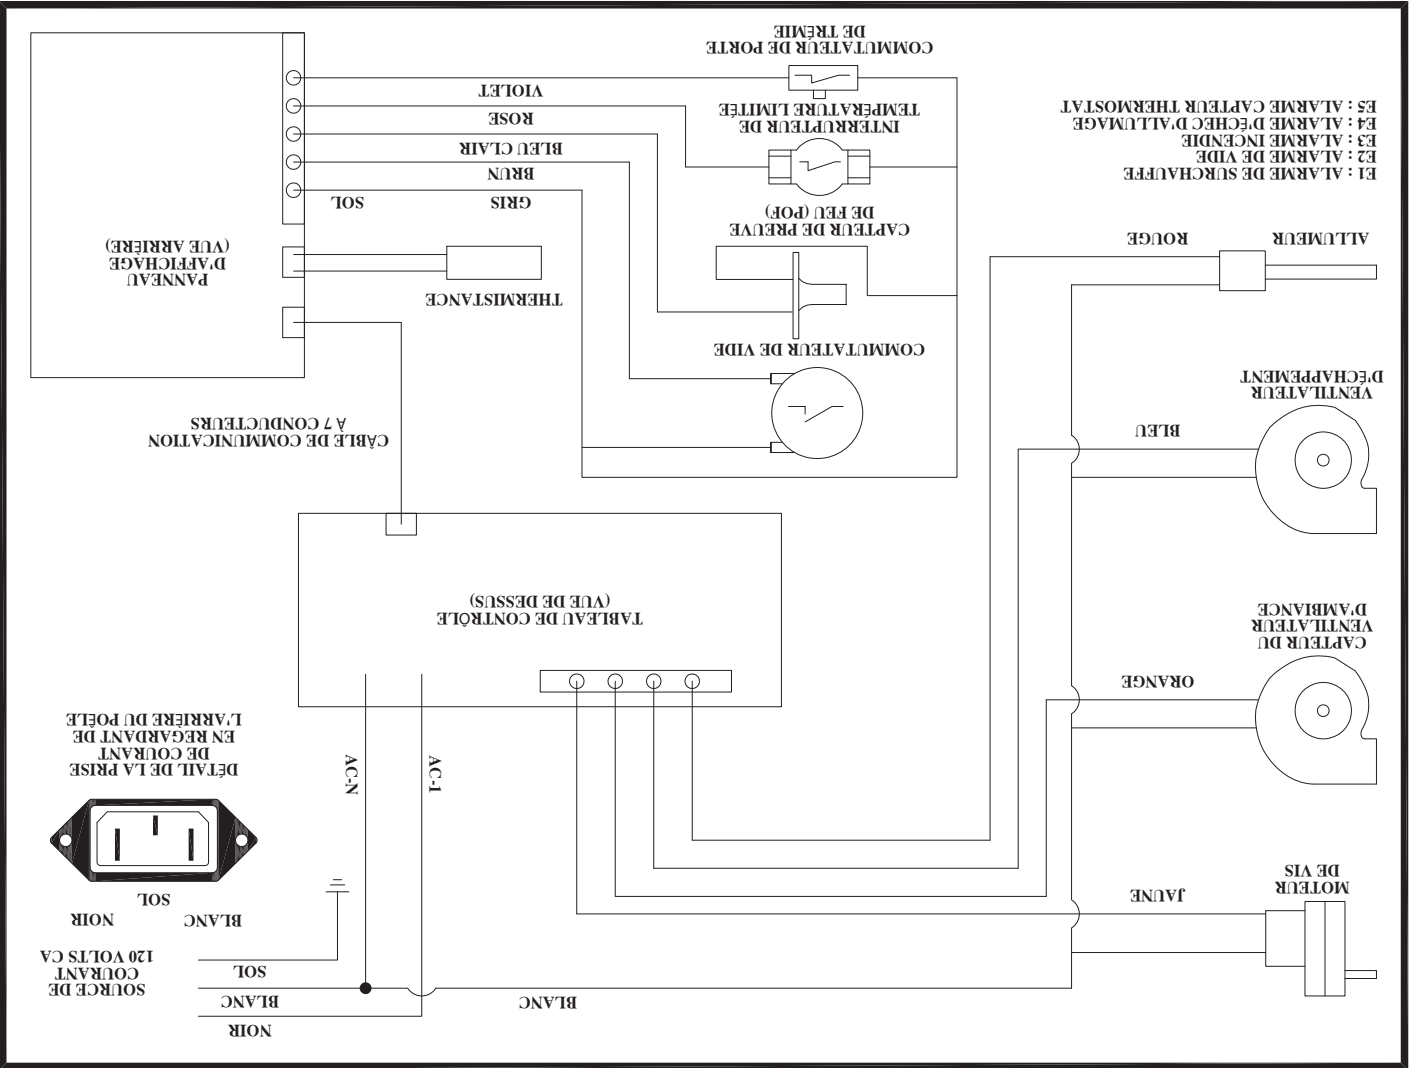 NOIR
BLANC
BLANC
SOL
SOURCE DE
COURANT
120 VOLTS CA
BLANC
NOIR
SOL
MOTEUR
DE VIS
JAUNE
AC-1
AC-N
DÉTAIL DE LA PRISE
DE COURANT
EN REGARDANT DE
L'ARRIÈRE DU POÊLE
ORANGE
CAPTEUR DU
VENTILATEUR
D'AMBIANCE
TABLEAU DE CONTRÔLE
(VUE DE DESSUS)
BLEU
CÂBLE DE COMMUNICATION
À 7 CONDUCTEURS
VENTILATEUR
D'ÉCHAPPEMENT
COMMUTATEUR DE VIDE
THERMISTANCE
PANNEAU
D'AFFICHAGE
(VUE ARRIÈRE)
ALLUMEUR
ROUGE
CAPTEUR DE PREUVE
DE FEU (POF)
GRIS
SOL
BRUN
BLEU CLAIR
ROSE
VIOLET
E1 : ALARME DE SURCHAUFFE
E2 : ALARME DE VIDE
E3 : ALARME INCENDIE
E4 : ALARME D'ÉCHEC D'ALLUMAGE
E5 : ALARME CAPTEUR THERMOSTAT
INTERRUPTEUR DE
TEMPÉRATURE LIMITÉE
COMMUTATEUR DE PORTE
DE TRÉMIE